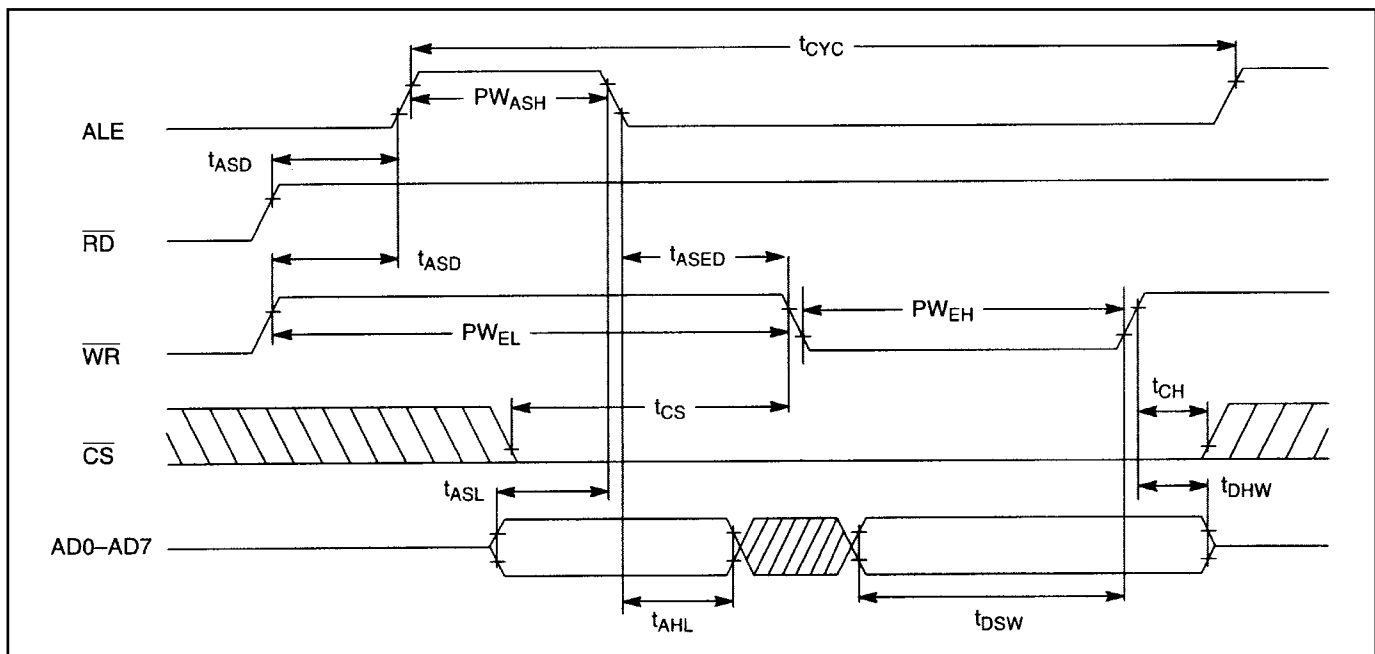 tCYC
PWASH
ALE
tASD
RD
tASD
tASED
PWEH
PWEL
WR
tCH
tCS
CS
tASL
tDHW
AD0–AD7
tAHL
tDSW